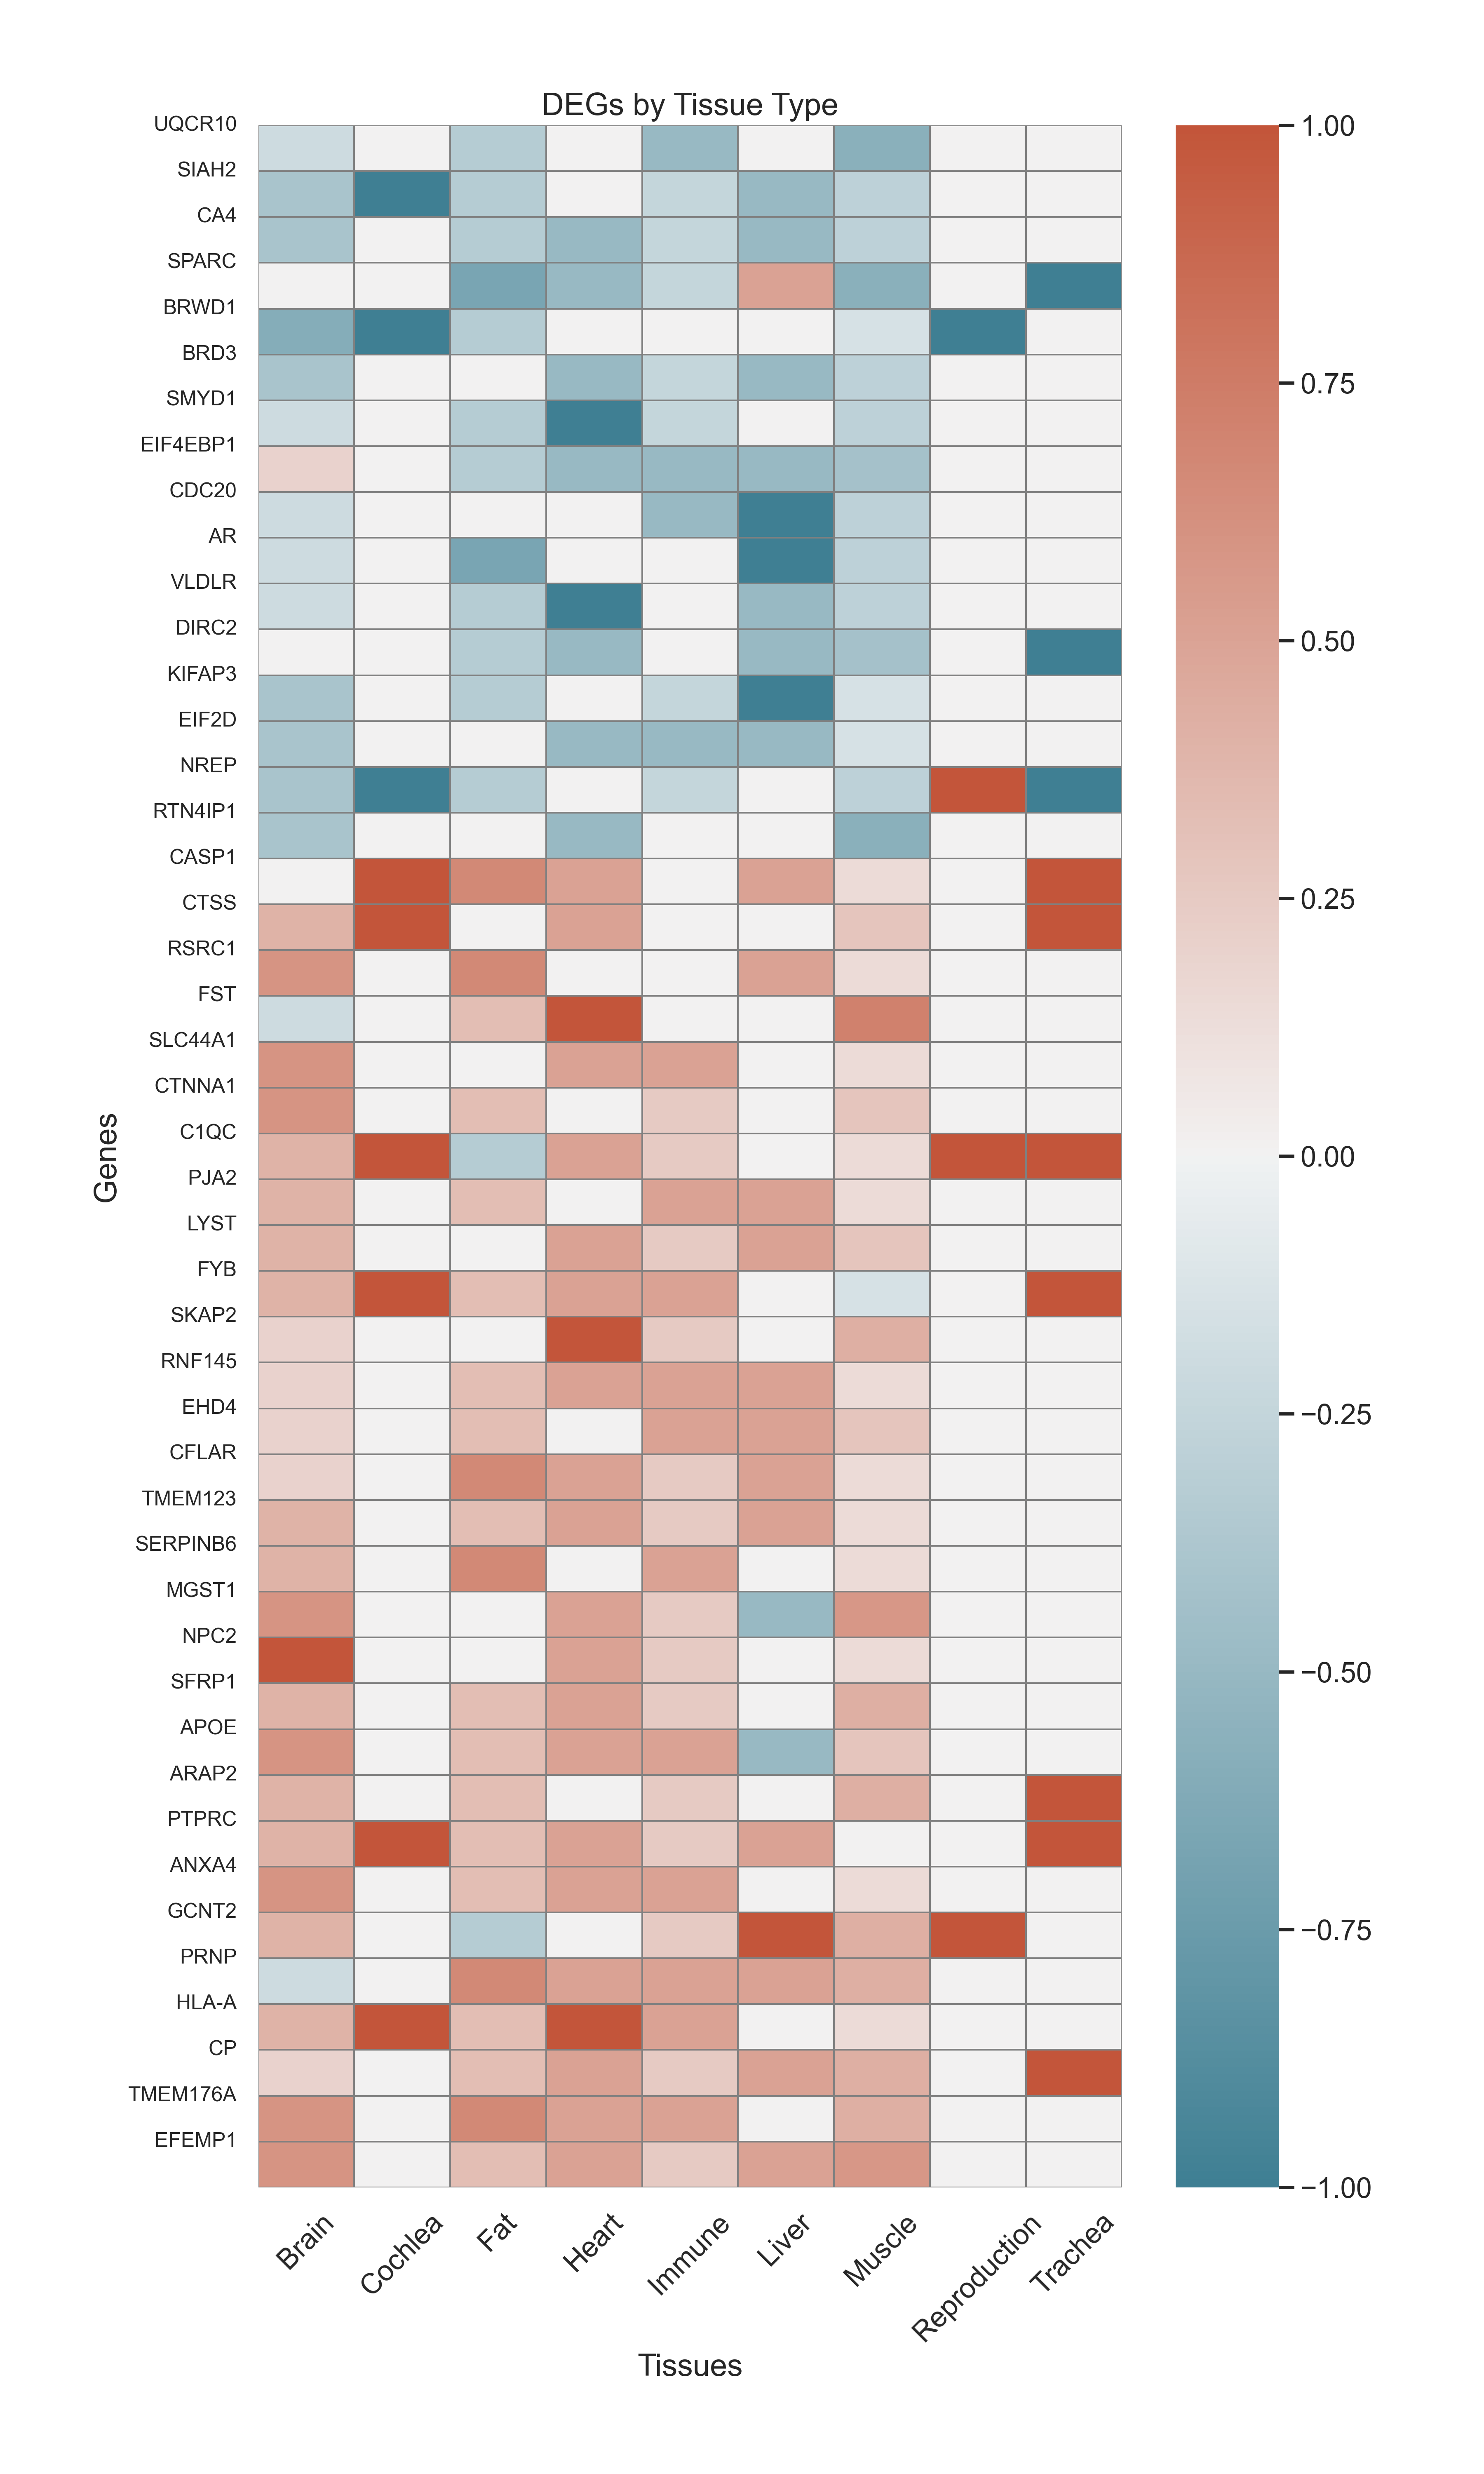 DEGs by Tissue Type
UQCR10
SIAH2
CA4
SPARC
BRWD1
BRD3
SMYD1
EIF4EBP1
CDC20
AR
VLDLR
DIRC2
KIFAP3
EIF2D
NREP
RTN4IP1
CASP1
CTSS
RSRC1
FST
SLC44A1
CTNNA1
C1QC
PJA2
LYST
FYB
SKAP2
RNF145
EHD4
CFLAR
TMEM123
SERPINB6
MGST1
NPC2
SFRP1
APOE
ARAP2
PTPRC
ANXA4
GCNT2
PRNP
HLA-A
CP
TMEM176A
EFEMP1
Genes
Brain
Cochlea
Fat
Heart
Immune
Liver
Muscle
Reproduction
Trachea
Tissues
1.00
0.75
0.50
0.25
0.00
−0.25
−0.50
−0.75
−1.00